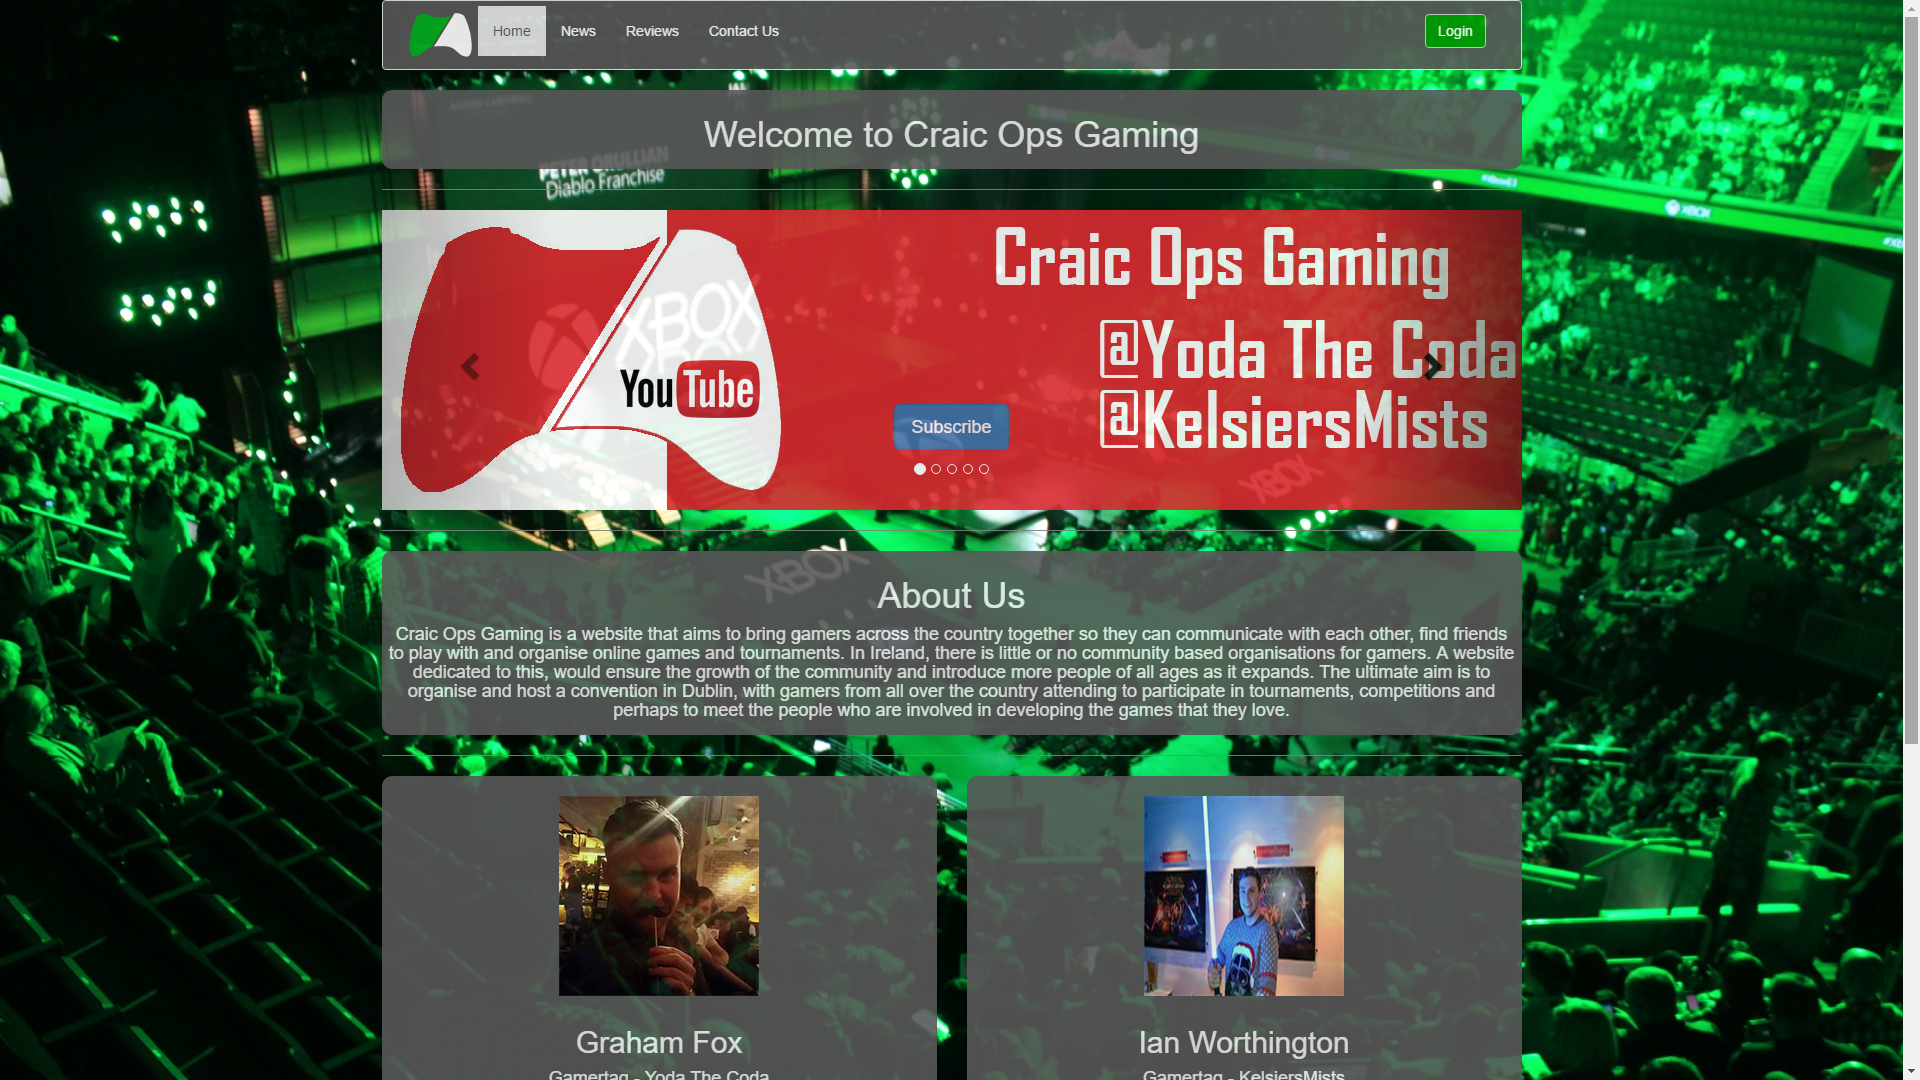 Home News Reviews Contact Us Login
Welcome to Craic Ops Gaming
PETER QRULLIAN
Diablo Franchise
XBOX
Craic Ops Gaming
@Yoda The Coda
@KelsiersMists
XBOX
YouTube
Subscribe
XBOX
XBOX
About Us
Craic Ops Gaming is a website that aims to bring gamers across the country together so they can communicate with each other, find friends
to play with and organise online games and tournaments. In Ireland, there is little or no community based organisations for gamers. A website
dedicated to this, would ensure the growth of the community and introduce more people of all ages as it expands. The ultimate aim is to
organise and host a convention in Dublin, with gamers from all over the country attending to participate in tournaments, competitions and
perhaps to meet the people who are involved in developing the games that they love.
Graham Fox
Ian Worthington
Gamertag - Yoda The Coda
Gamertag - KelsiersMists